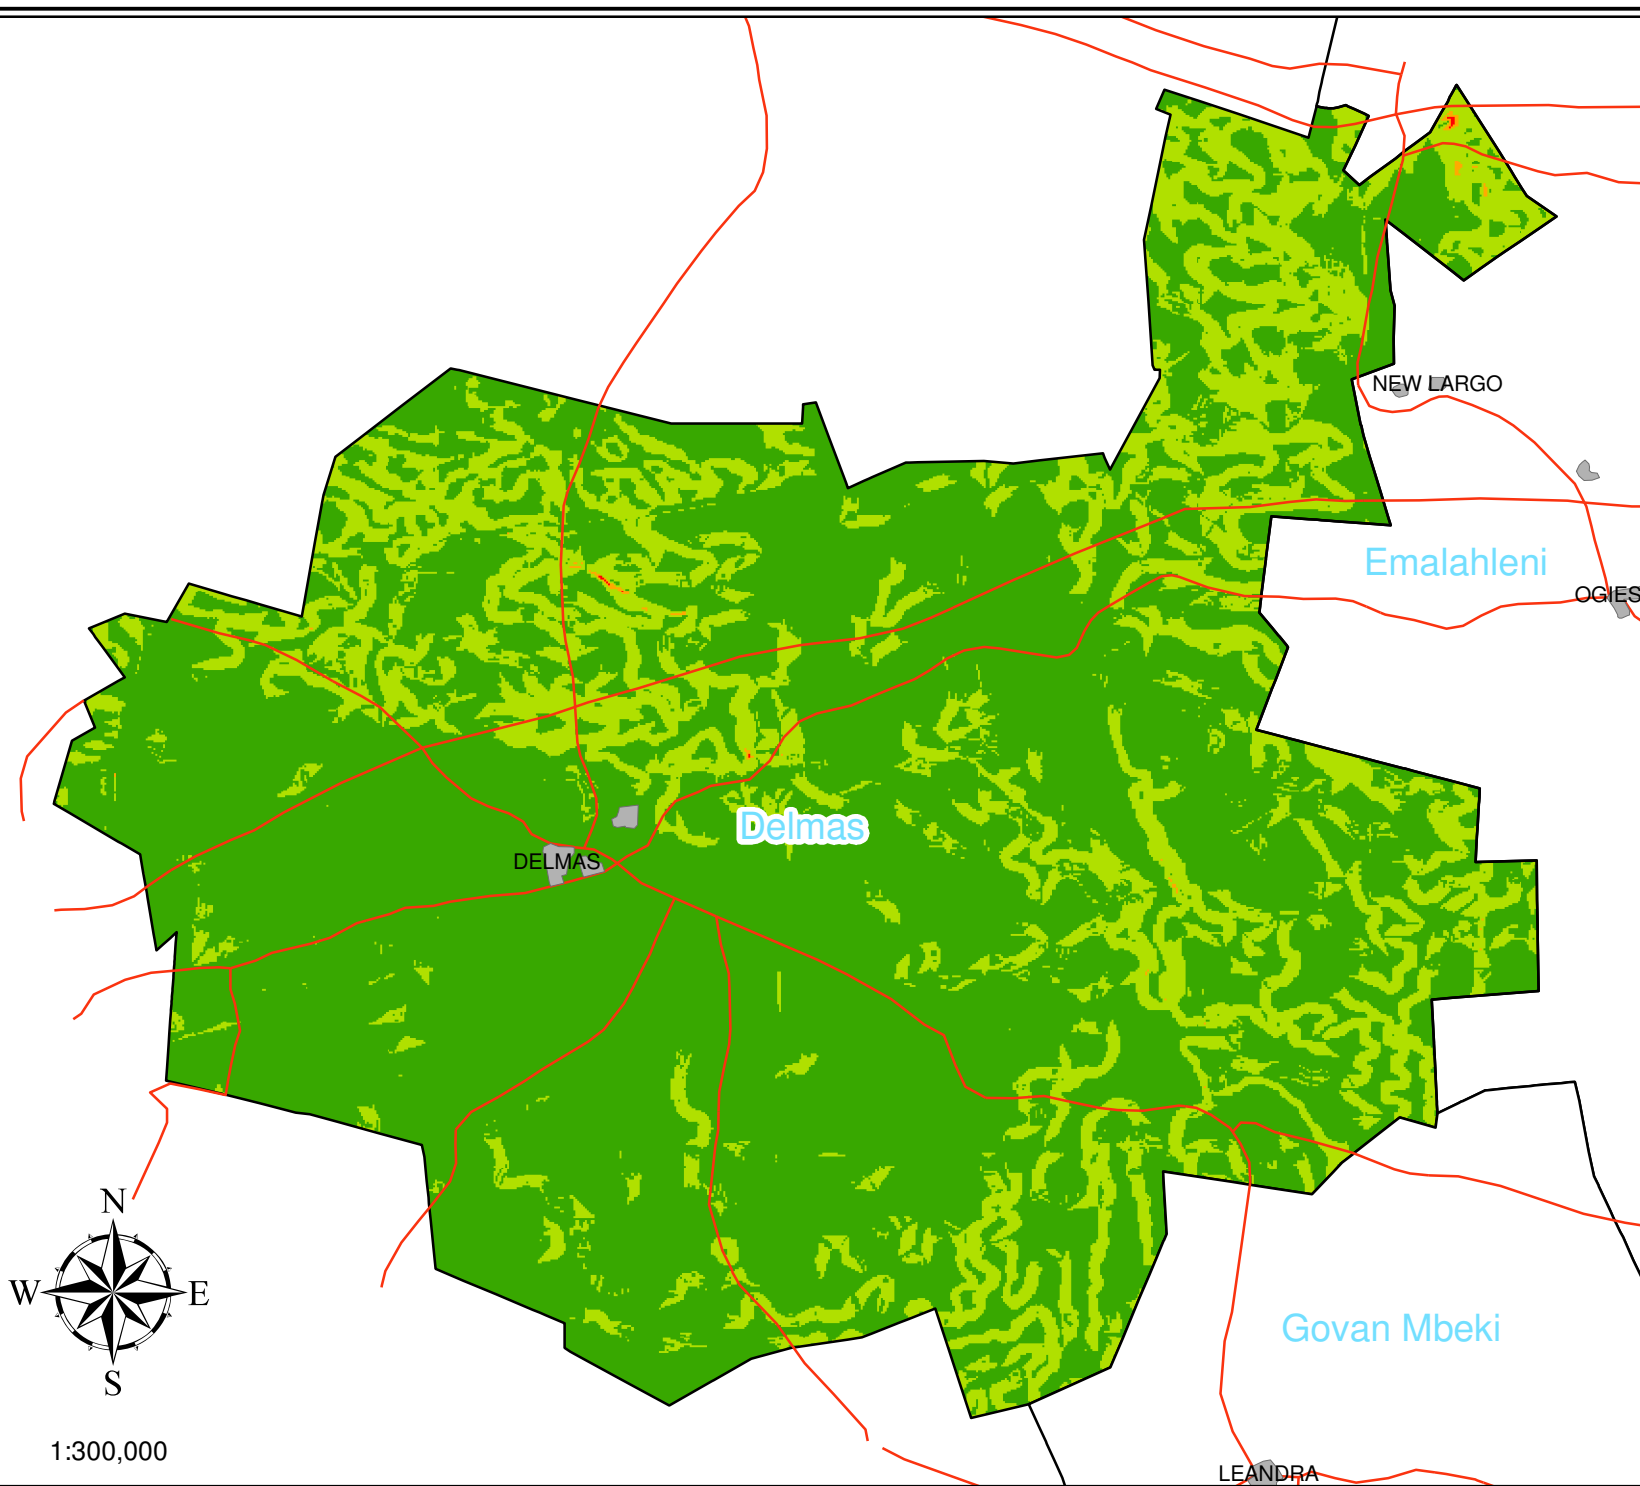 NEW LARGO
Emalahleni
OGIES
Delmas
DELMAS
N
W
E
S
Govan Mbeki
1:300,000
LEANDRA